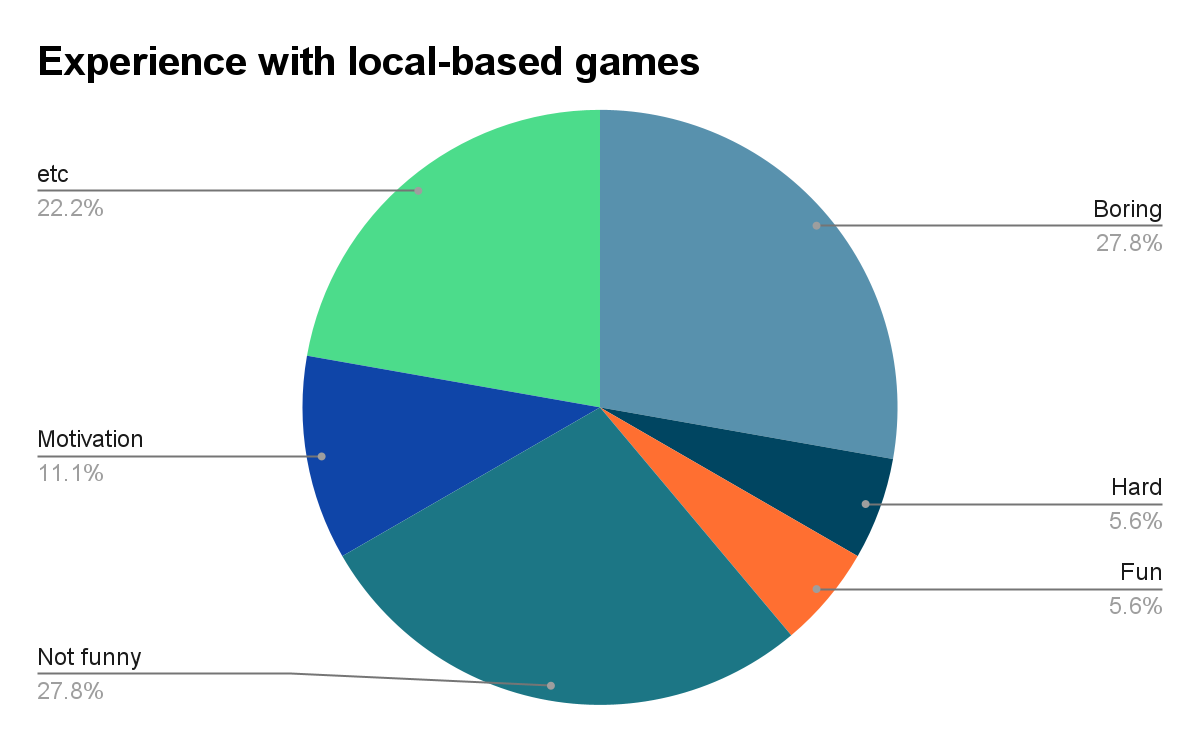 Experience with local-based games
etc
22.2%
Boring
27.8%
Motivation
11.1%
Hard
5.6%
Fun
5.6%
Not funny
27.8%